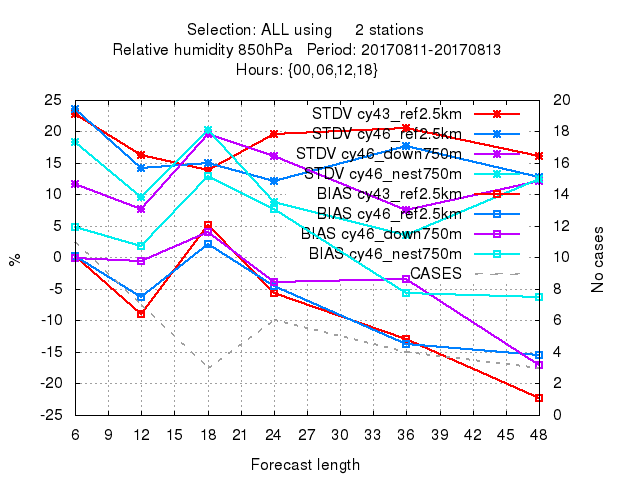 Selection: ALL using     2 stations
Relative humidity 850hPa   Period: 20170811-20170813
Hours: {00,06,12,18}
25
20
15
10
5
0
-5
-10
-15
-20
-25
%
STDV cy43_ref2.5km
STDV cy46_ref2.5km
STDV cy46_down750m
STDV cy46_nest750m
BIAS cy43_ref2.5km
BIAS cy46_ref2.5km
BIAS cy46_down750m
BIAS cy46_nest750m
CASES
20
18
16
14
12
10
8
6
4
2
0
No cases
6 12 15 18 21 24 27 30 33 36 39 42 45 48
Forecast length